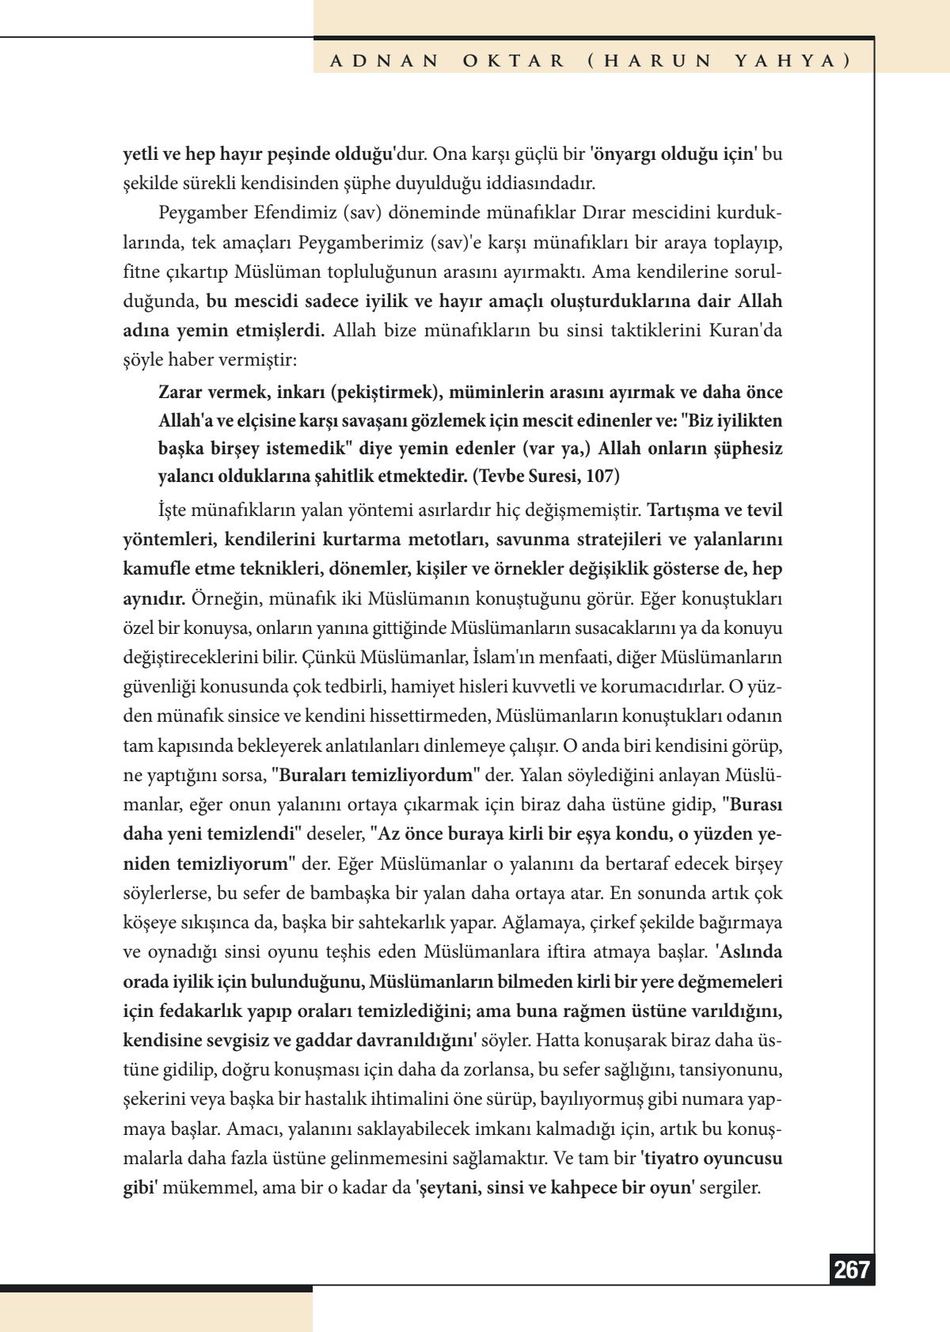 ADNAN OKTAR (HARUN YAHYA)
yetli ve hep hayır peşinde olduğu'dur. Ona karşı güçlü bir 'önyargı olduğu için' bu
şekilde sürekli kendisinden şüphe duyulduğu iddiasındadır.
Peygamber Efendimiz (sav) döneminde münafıklar Dırar mescidini kurduk-
larında, tek amaçları Peygamberimiz (sav)'e karşı münafıkları bir araya toplayıp,
fitne çıkartıp Müslüman topluluğunun arasını ayırmaktı. Ama kendilerine sorul-
duğunda, bu mescidi sadece iyilik ve hayır amaçlı oluşturduklarına dair Allah
adına yemin etmişlerdi. Allah bize münafıkların bu sinsi taktiklerini Kuran'da
şöyle haber vermiştir:
Zarar vermek, inkarı (pekiştirmek), müminlerin arasını ayırmak ve daha önce
Allah'a ve elçisine karşı savaşanı gözlemek için mescit edinenler ve: "Biz iyilikten
başka birşey istemedik" diye yemin edenler (var ya,) Allah onların şüphesiz
yalancı olduklarına şahitlik etmektedir. (Tevbe Suresi, 107)
İşte münafıkların yalan yöntemi asırlardır hiç değişmemiştir. Tartışma ve tevil
yöntemleri, kendilerini kurtarma metotları, savunma stratejileri ve yalanlarını
kamufle etme teknikleri, dönemler, kişiler ve örnekler değişiklik gösterse de, hep
aynıdır. Örneğin, münafık iki Müslümanın konuştuğunu görür. Eğer konuştukları
özel bir konuysa, onların yanına gittiğinde Müslümanların susacaklarını ya da konuyu
değiştireceklerini bilir. Çünkü Müslümanlar, İslam'ın menfaati, diğer Müslümanların
güvenliği konusunda çok tedbirli, hamiyet hisleri kuvvetli ve korumacıdırlar. O yüz-
den münafık sinsice ve kendini hissettirmeden, Müslümanların konuştukları odanın
tam kapısında bekleyerek anlatılanları dinlemeye çalışır. O anda biri kendisini görüp,
ne yaptığını sorsa, "Buraları temizliyordum" der. Yalan söylediğini anlayan Müslü-
manlar, eğer onun yalanını ortaya çıkarmak için biraz daha üstüne gidip, "Burası
daha yeni temizlendi" deseler, "Az önce buraya kirli bir eşya kondu, o yüzden ye-
niden temizliyorum" der. Eğer Müslümanlar o yalanını da bertaraf edecek birşey
söylerlerse, bu sefer de bambaşka bir yalan daha ortaya atar. En sonunda artık çok
köşeye sıkışınca da, başka bir sahtekarlık yapar. Ağlamaya, çirkef şekilde bağırmaya
ve oynadığı sinsi oyunu teşhis eden Müslümanlara iftira atmaya başlar. 'Aslında
orada iyilik için bulunduğunu, Müslümanların bilmeden kirli bir yere değmemeleri
için fedakarlık yapıp oraları temizlediğini; ama buna rağmen üstüne varıldığını,
kendisine sevgisiz ve gaddar davranıldığını' söyler. Hatta konuşarak biraz daha üs-
tüne gidilip, doğru konuşması için daha da zorlansa, bu sefer sağlığını, tansiyonunu,
şekerini veya başka bir hastalık ihtimalini öne sürüp, bayılıyormuş gibi numara yap-
maya başlar. Amacı, yalanını saklayabilecek imkanı kalmadığı için, artık bu konuş-
malarla daha fazla üstüne gelinmemesini sağlamaktır. Ve tam bir 'tiyatro oyuncusu
gibi' mükemmel, ama bir o kadar da 'şeytani, sinsi ve kahpece bir oyun' sergiler.
267